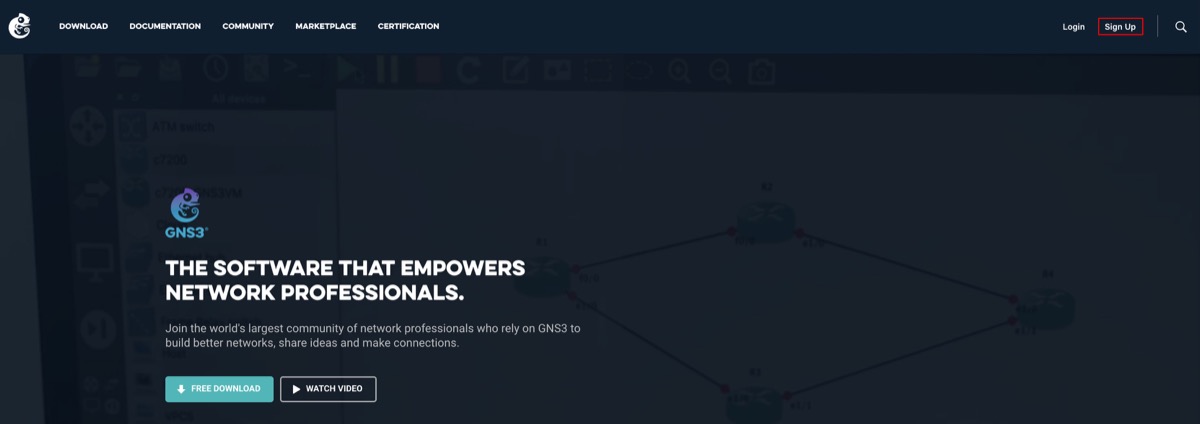 DOWNLOAD DOCUMENTATION COMMUNITY MARKETPLACE CERTIFICATION Login Sign Up
All devices
ATM switch
c7200
R2
GNS3
THE SOFTWARE THAT EMPOWERS
NETWORK PROFESSIONALS.
Join the world's largest community of network professionals who rely on GNS3 to
build better networks, share ideas and make connections.
FREE DOWNLOAD WATCH VIDEO